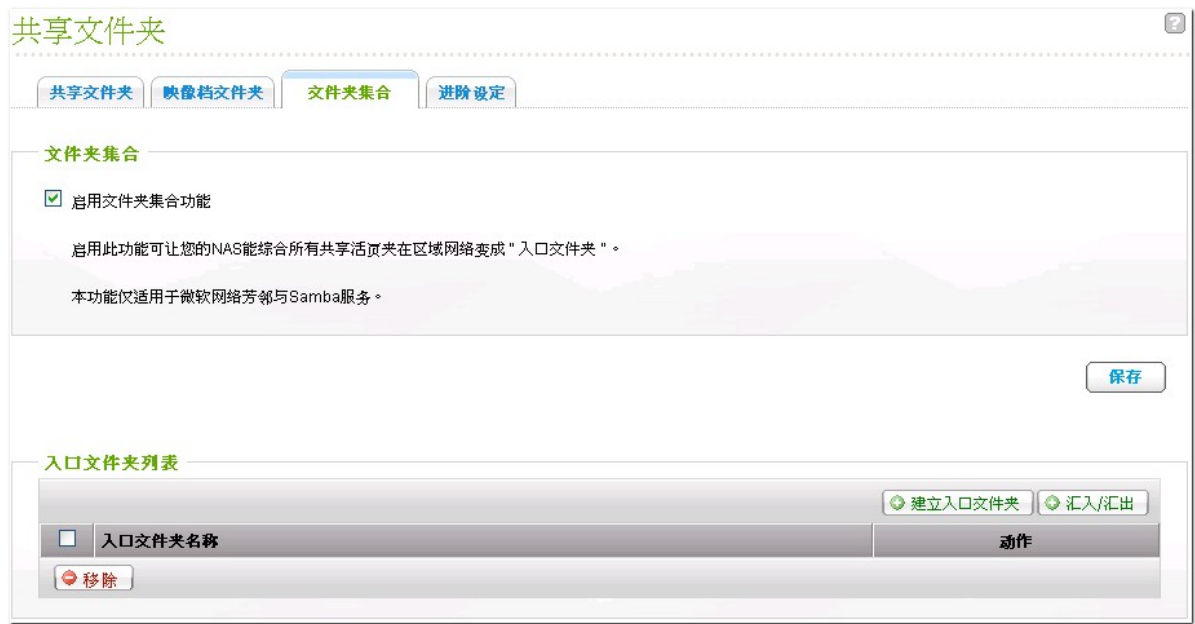 共享文件夹
?
共享文件夹 映像档文件夹 文件夹集合 进阶设定
文件夹集合
启用文件夹集合功能
启用此功能可让您的NAS能综合所有共享活页夹在区域网络变成"入口文件夹"。
本功能仅适用于微软网络芳邻与Samba服务。
保存
入口文件夹列表
建立入口文件夹 汇入/汇出
入口文件夹名称 动作
移除